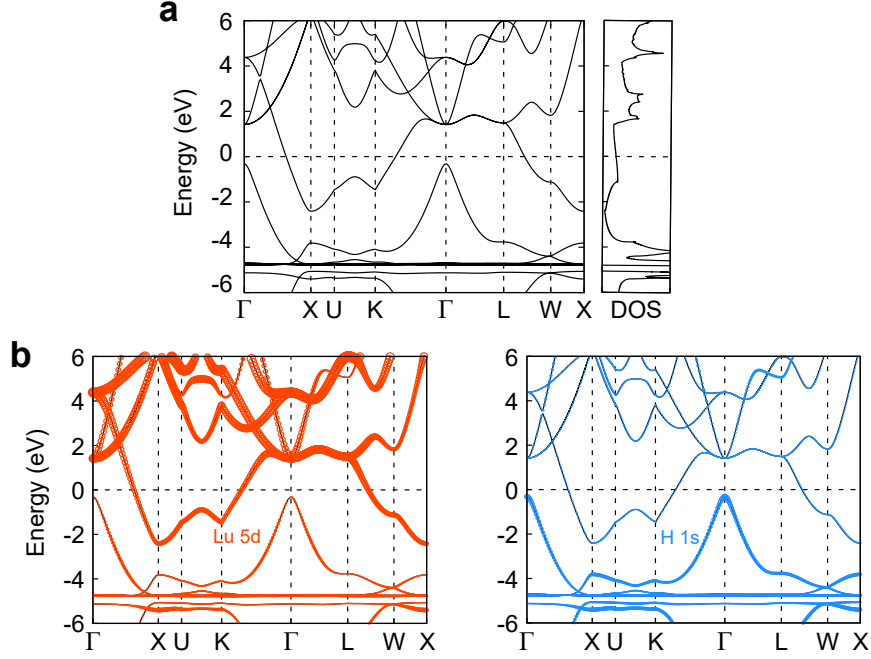 a
Energy (eV)
6
4
2
0
-2
-4
-6
Γ X U K Γ L W X
DOS
b
Energy (eV)
6
4
2
0
-2
-4
-6
Lu 5d
Γ X U K Γ L W X
6
4
2
0
-2
-4
-6
H 1s
Γ X U K Γ L W X